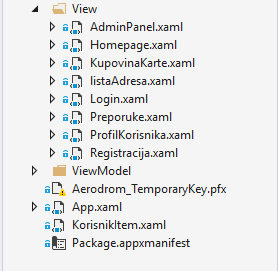 View
AdminPanel.xaml
Homepage.xaml
KupovinaKarte.xaml
listaAdresa.xaml
Login.xaml
Preporuke.xaml
ProfilKorisnika.xaml
Registracija.xaml
ViewModel
Aerodrom_TemporaryKey.pfx
App.xaml
KorisnikItem.xaml
Package.appxmanifest